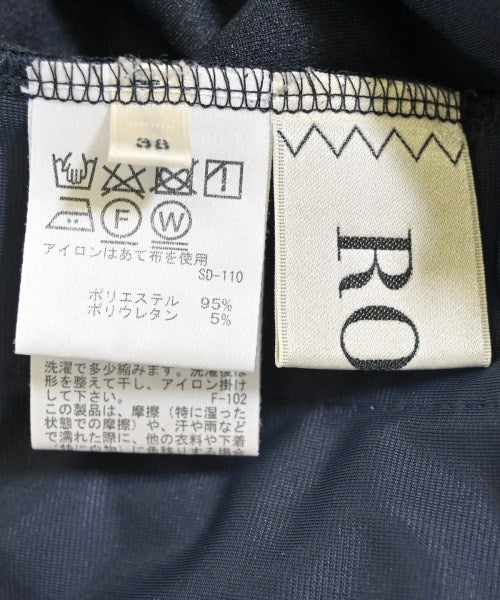 38
F
W
アイロンはあて布を使用
SD-110
ポリエステル 95%
ポリウレタン 5%
洗濯で多少縮みます。洗濯後は
形を整えて干し、アイロン掛け
して下さい。 F-102
この製品は、摩擦（特に湿った
状態での摩擦）や、汗や雨など
で濡れた際に、他の衣料や下着
RO